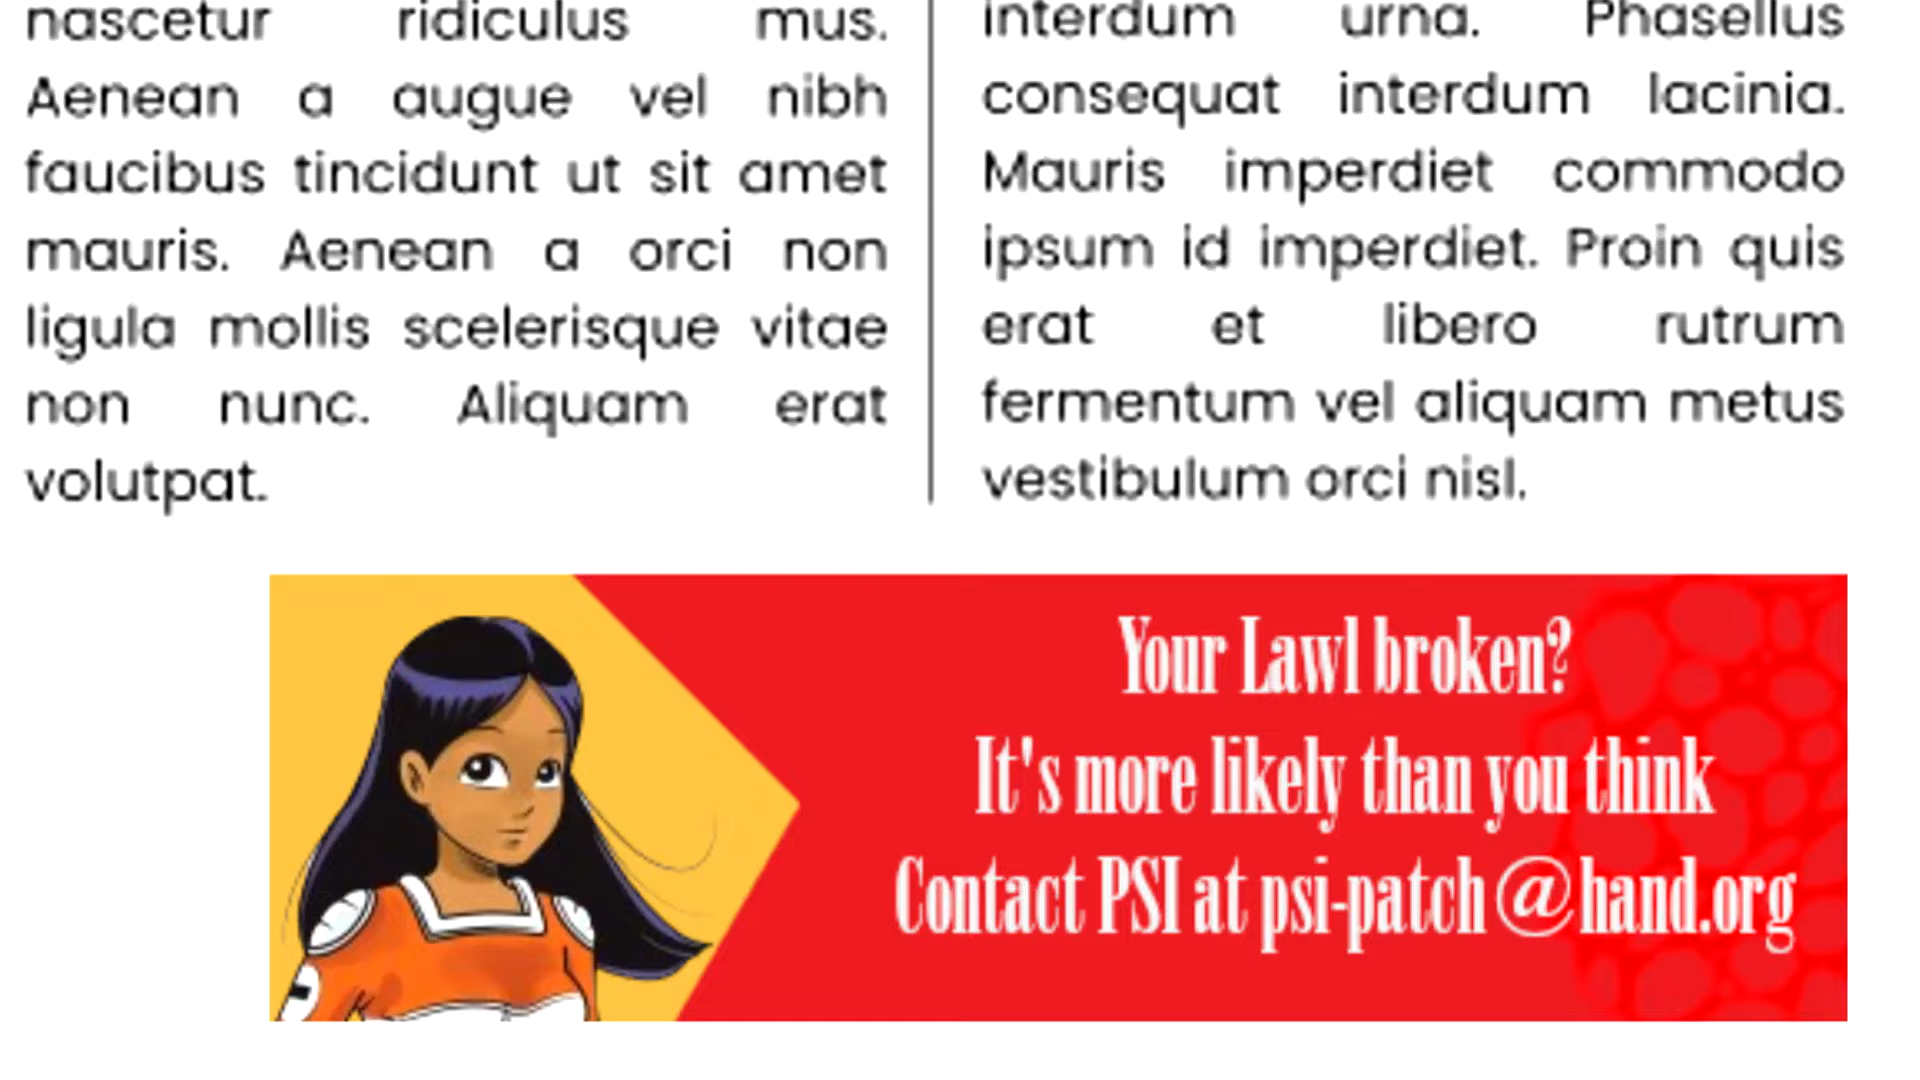 nascetur ridiculus mus.
Aenean a augue vel nibh
faucibus tincidunt ut sit amet
mauris. Aenean a orci non
ligula mollis scelerisque vitae
non nunc. Aliquam erat
volutpat.
interdum urna. Phasellus
consequat interdum lacinia.
Mauris imperdiet commodo
ipsum id imperdiet. Proin quis
erat et libero rutrum
fermentum vel aliquam metus
vestibulum orci nisl.
Your Lawl broken?
It's more likely than you think
Contact PSI at psi-patch@hand.org